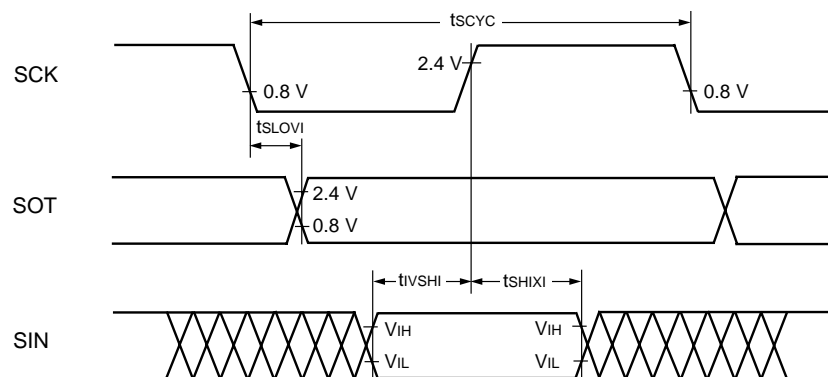 tSCYC
SCK
2.4 V
0.8 V
0.8 V
tSLOVI
SOT
2.4 V
0.8 V
tIVSHI
tSHIXI
SIN
VIH
VIH
VIL
VIL